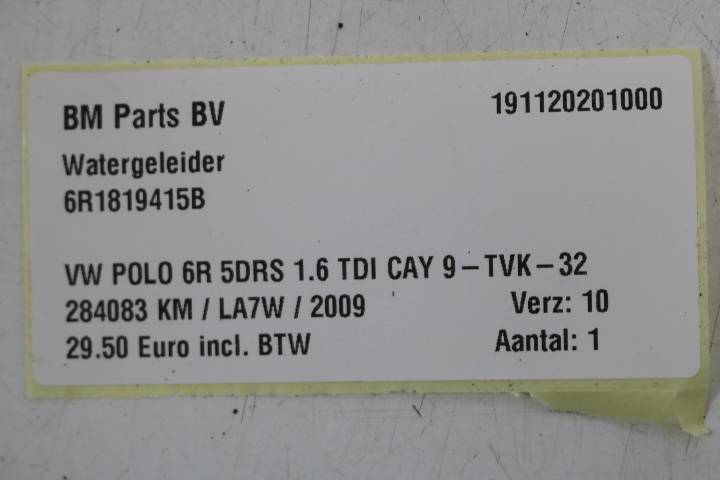 BM Parts BV 191120201000
Watergeleider
6R1819415B
VW POLO 6R 5DRS 1.6 TDI CAY 9-TVK-32
284083 KM / LA7W / 2009 Verz: 10
29.50 Euro incl. BTW Aantal: 1